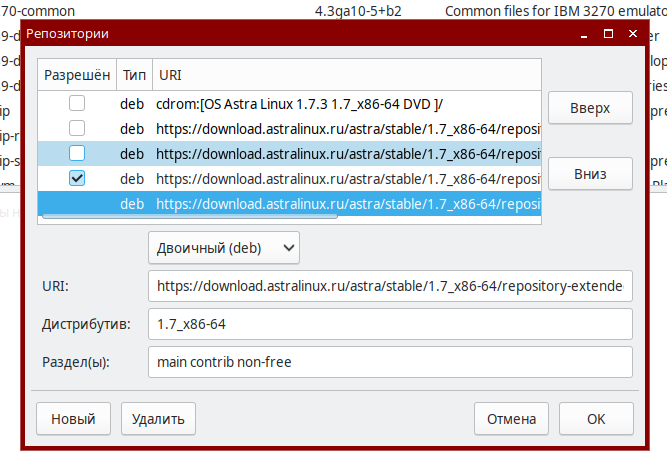 70-common 4.3ga10-5+b2 Common files for IBM 3270 emulato
Репозитории
Разрешён Тип URI
deb cdrom:[OS Astra Linux 1.7.3 1.7_x86-64 DVD ]/
deb https://download.astralinux.ru/astra/stable/1.7_x86-64/reposit
deb https://download.astralinux.ru/astra/stable/1.7_x86-64/reposit
deb https://download.astralinux.ru/astra/stable/1.7_x86-64/reposit
deb https://download.astralinux.ru/astra/stable/1.7_x86-64/reposit
Вверх
Вниз
Двоичный (deb)
URI: https://download.astralinux.ru/astra/stable/1.7_x86-64/repository-extende
Дистрибутив: 1.7_x86-64
Раздел(ы): main contrib non-free
Новый Удалить Отмена OK